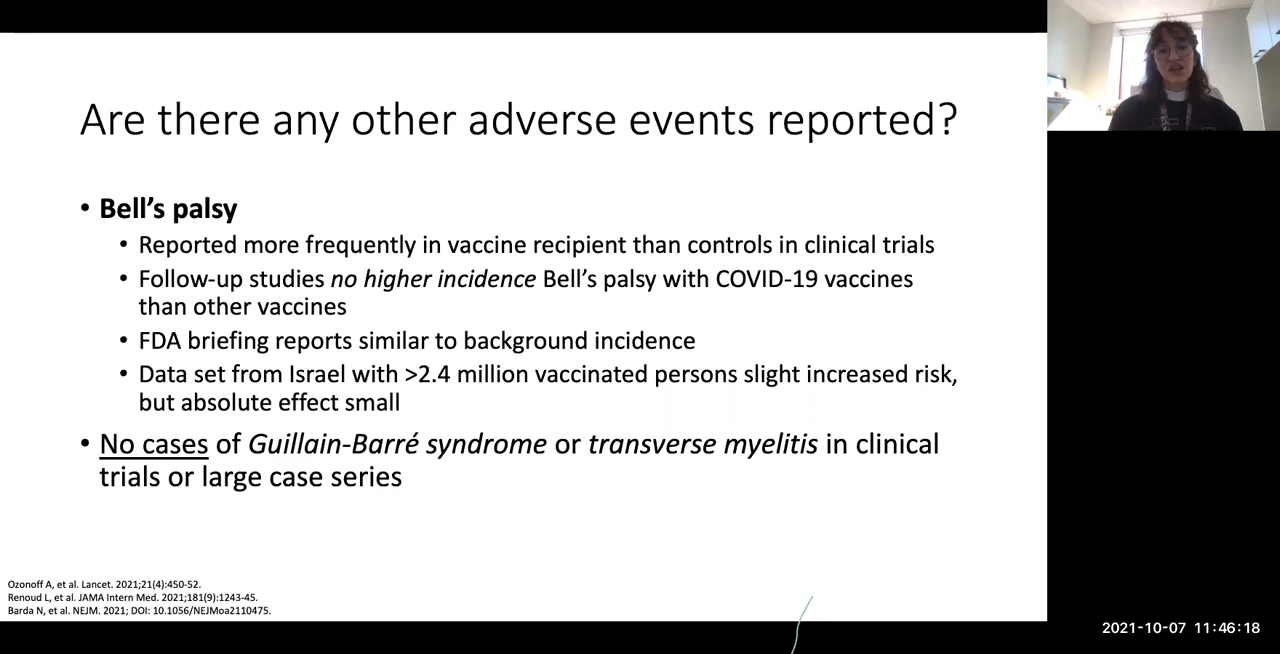 Are there any other adverse events reported?
• Bell's palsy
• Reported more frequently in vaccine recipient than controls in clinical trials
• Follow-up studies no higher incidence Bell's palsy with COVID-19 vaccines
than other vaccines
• FDA briefing reports similar to background incidence
• Data set from Israel with >2.4 million vaccinated persons slight increased risk,
but absolute effect small
• No cases of Guillain-Barré syndrome or transverse myelitis in clinical
trials or large case series
Ozonoff A, et al. Lancet. 2021;21(4):450-52.
Renoud L, et al. JAMA Intern Med. 2021;181(9):1243-45.
Barda N, et al. NEJM. 2021; DOI: 10.1056/NEJMoa2110475.
2021-10-07 11:46:18